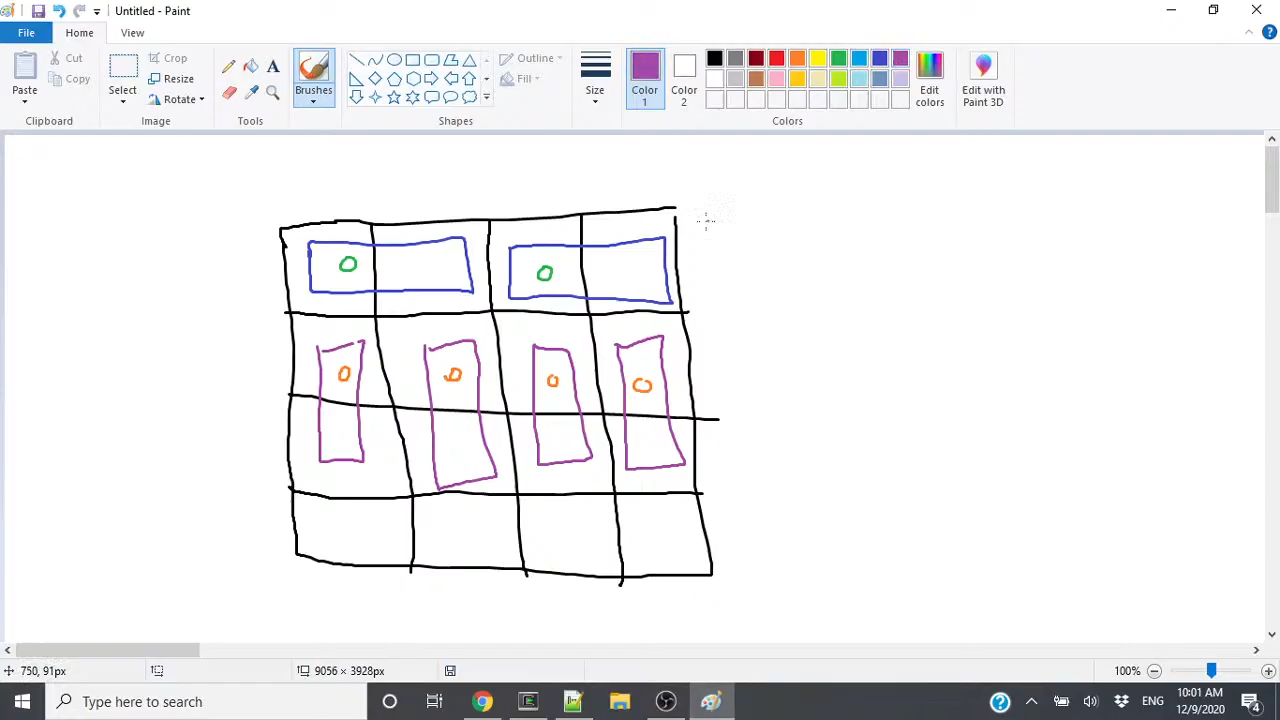 Untitled - Paint
File Home View
Paste
Cut
Copy
Clipboard
Select
Crop
Resize
Rotate
Image
A
Tools
Brushes
Outline
Fill
Shapes
Size
Color 1
Color 2
Colors
Edit colors
Edit with Paint 3D
750, 91px
9056 × 3928px
100%
Type here to search
ENG
10:01 AM
12/9/2020
4